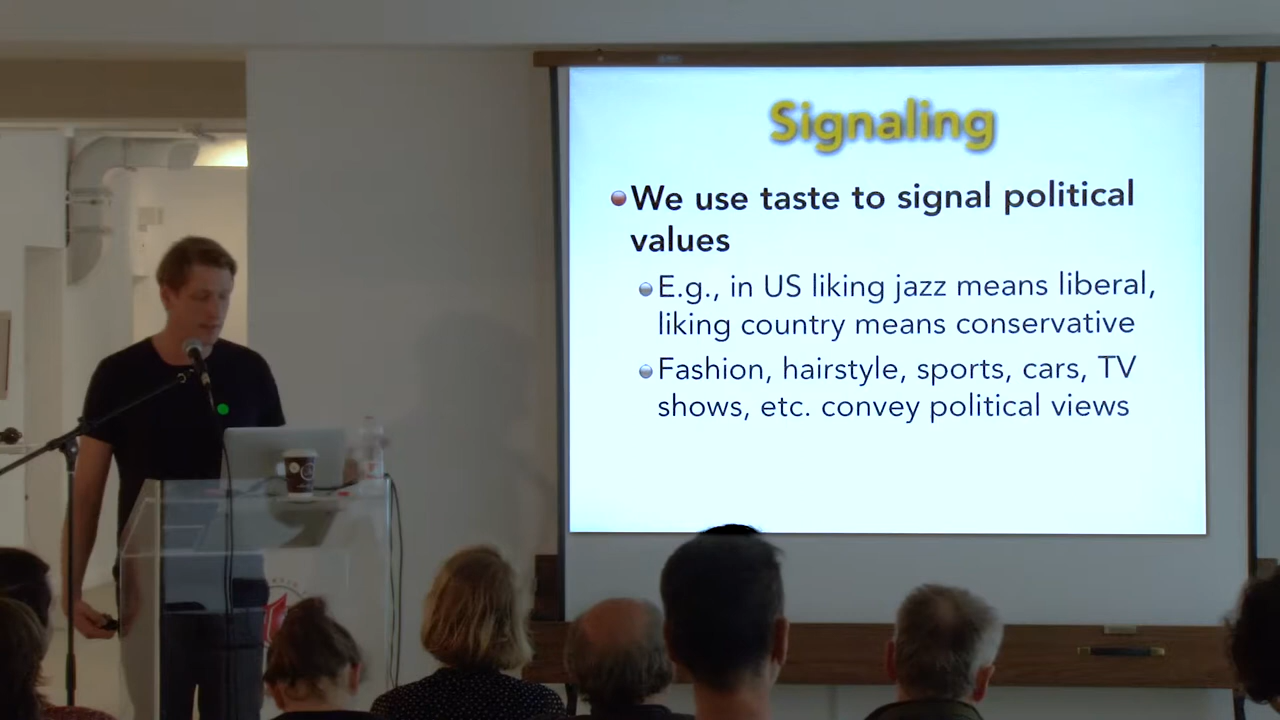 Signaling
We use taste to signal political
values
E.g., in US liking jazz means liberal,
liking country means conservative
Fashion, hairstyle, sports, cars, TV
shows, etc. convey political views